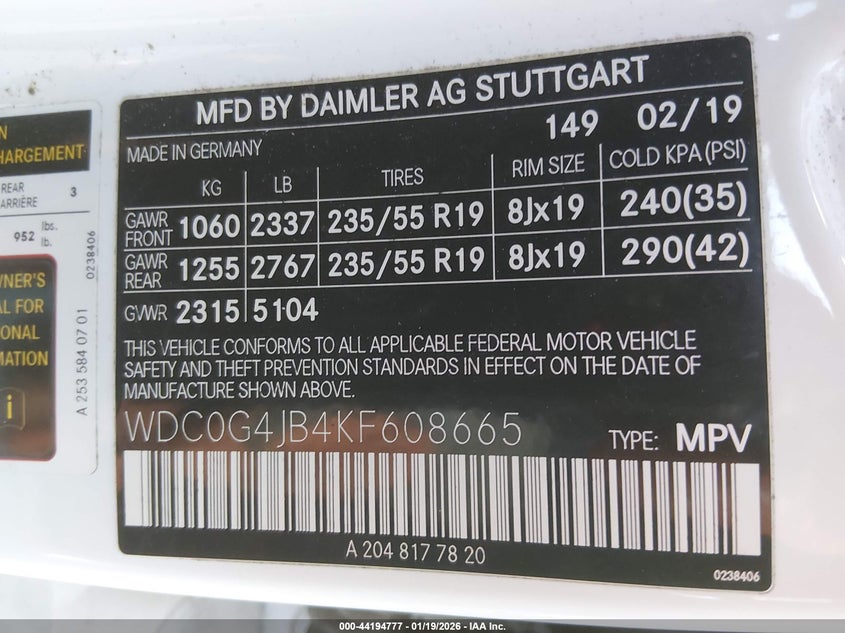 N
HARGEMENT
REAR
ARRIÈRE 3
952 lbs.
lb.
0238406
WNER'S
AL FOR
IONAL
MATION
i
A 253 584 07 01
MFD BY DAIMLER AG STUTTGART
149 02/19
MADE IN GERMANY
KG LB TIRES RIM SIZE COLD KPA (PSI)
GAWR FRONT 1060 2337 235/55 R19 8Jx19 240(35)
GAWR REAR 1255 2767 235/55 R19 8Jx19 290(42)
GVWR 2315 5104
THIS VEHICLE CONFORMS TO ALL APPLICABLE FEDERAL MOTOR VEHICLE
SAFETY AND THEFT PREVENTION STANDARDS IN EFFECT ON THE DATE OF
MANUFACTURE SHOWN ABOVE.
WDC0G4JB4KF608665
TYPE: MPV
A 204 817 78 20
0238406
000-44194777 - 01/19/2026 - IAA Inc.